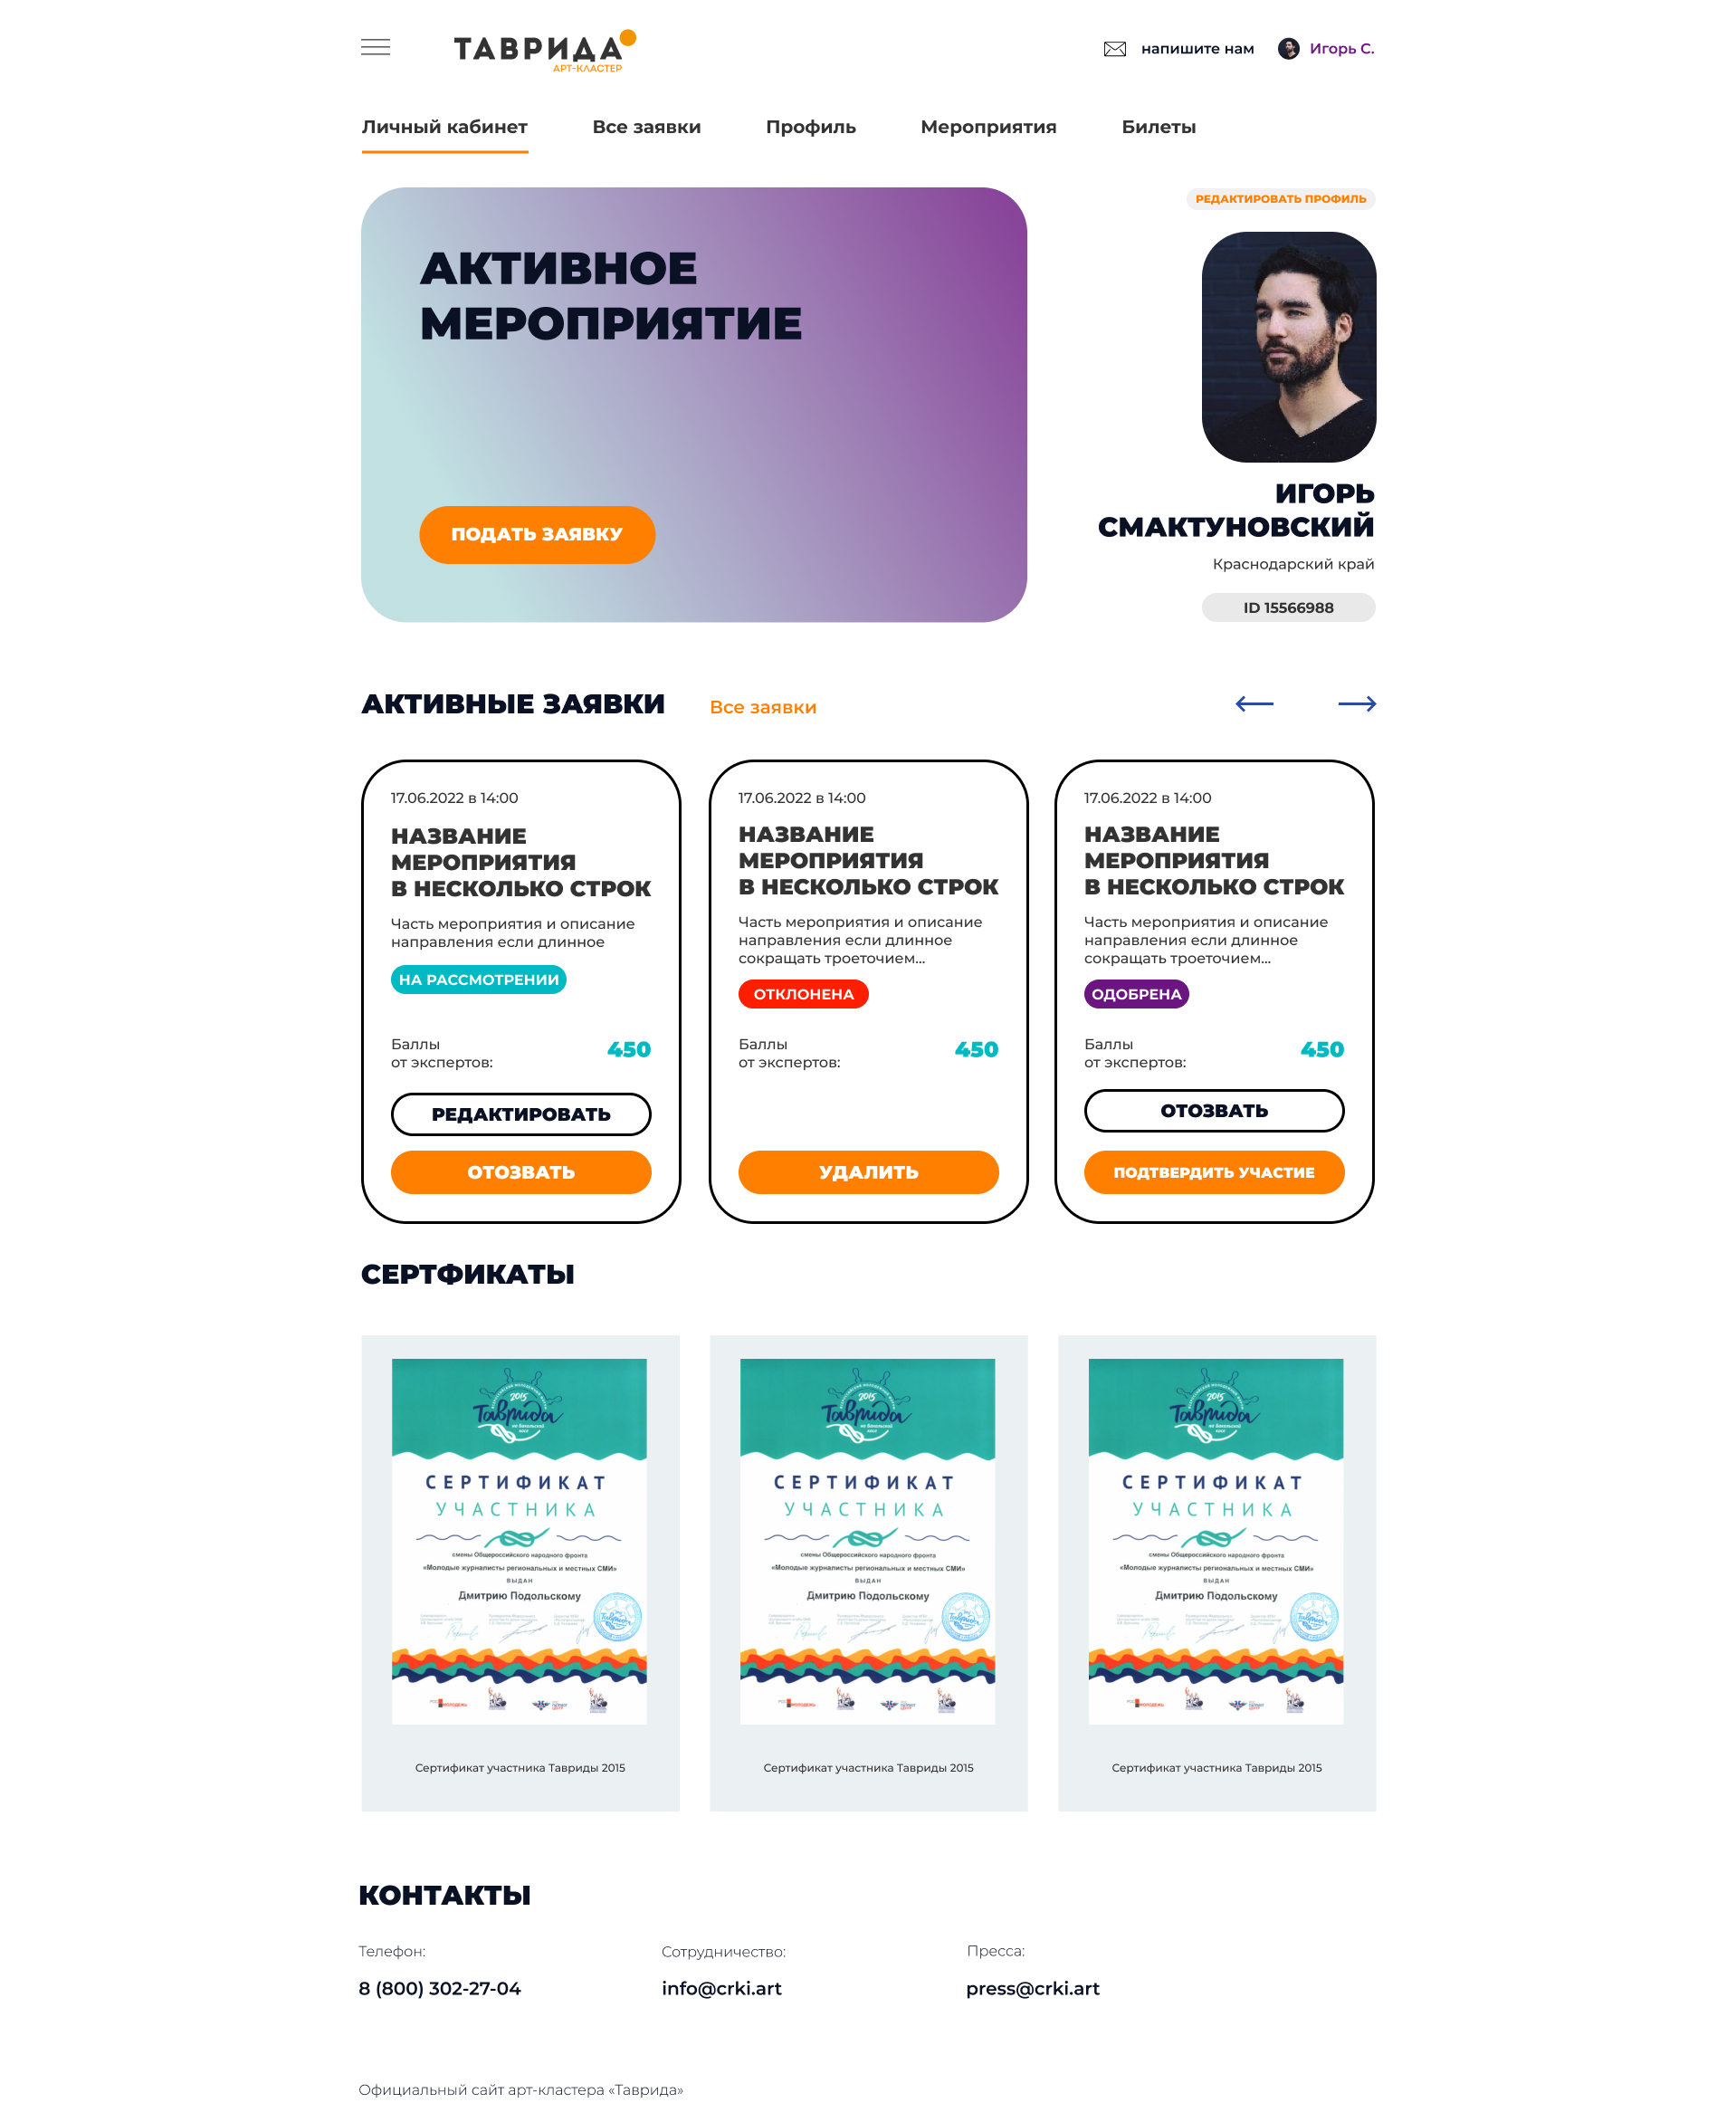 ТАВРИДА
АРТ-КЛАСТЕР
напишите нам
Игорь С.
Личный кабинет
Все заявки
Профиль
Мероприятия
Билеты
АКТИВНОЕ
МЕРОПРИЯТИЕ
ПОДАТЬ ЗАЯВКУ
РЕДАКТИРОВАТЬ ПРОФИЛЬ
ИГОРЬ
СМАКТУНОВСКИЙ
Краснодарский край
ID 15566988
АКТИВНЫЕ ЗАЯВКИ
Все заявки
17.06.2022 в 14:00
НАЗВАНИЕ
МЕРОПРИЯТИЯ
В НЕСКОЛЬКО СТРОК
Часть мероприятия и описание
направления если длинное
НА РАССМОТРЕНИИ
Баллы
от экспертов:
450
РЕДАКТИРОВАТЬ
ОТОЗВАТЬ
17.06.2022 в 14:00
НАЗВАНИЕ
МЕРОПРИЯТИЯ
В НЕСКОЛЬКО СТРОК
Часть мероприятия и описание
направления если длинное
сокращать троеточием...
ОТКЛОНЕНА
Баллы
от экспертов:
450
УДАЛИТЬ
17.06.2022 в 14:00
НАЗВАНИЕ
МЕРОПРИЯТИЯ
В НЕСКОЛЬКО СТРОК
Часть мероприятия и описание
направления если длинное
сокращать троеточием...
ОДОБРЕНА
Баллы
от экспертов:
450
ОТОЗВАТЬ
ПОДТВЕРДИТЬ УЧАСТИЕ
СЕРТФИКАТЫ
2015
Таврида
СЕРТИФИКАТ
УЧАСТНИКА
смены Общероссийского народного фронта
«Молодые журналисты региональных и местных СМИ»
ВЫДАН
Дмитрию Подольскому
Сертификат участника Тавриды 2015
2015
Таврида
СЕРТИФИКАТ
УЧАСТНИКА
смены Общероссийского народного фронта
«Молодые журналисты региональных и местных СМИ»
ВЫДАН
Дмитрию Подольскому
Сертификат участника Тавриды 2015
2015
Таврида
СЕРТИФИКАТ
УЧАСТНИКА
смены Общероссийского народного фронта
«Молодые журналисты региональных и местных СМИ»
ВЫДАН
Дмитрию Подольскому
Сертификат участника Тавриды 2015
КОНТАКТЫ
Телефон:
8 (800) 302-27-04
Сотрудничество:
info@crki.art
Пресса:
press@crki.art
Официальный сайт арт-кластера «Таврида»